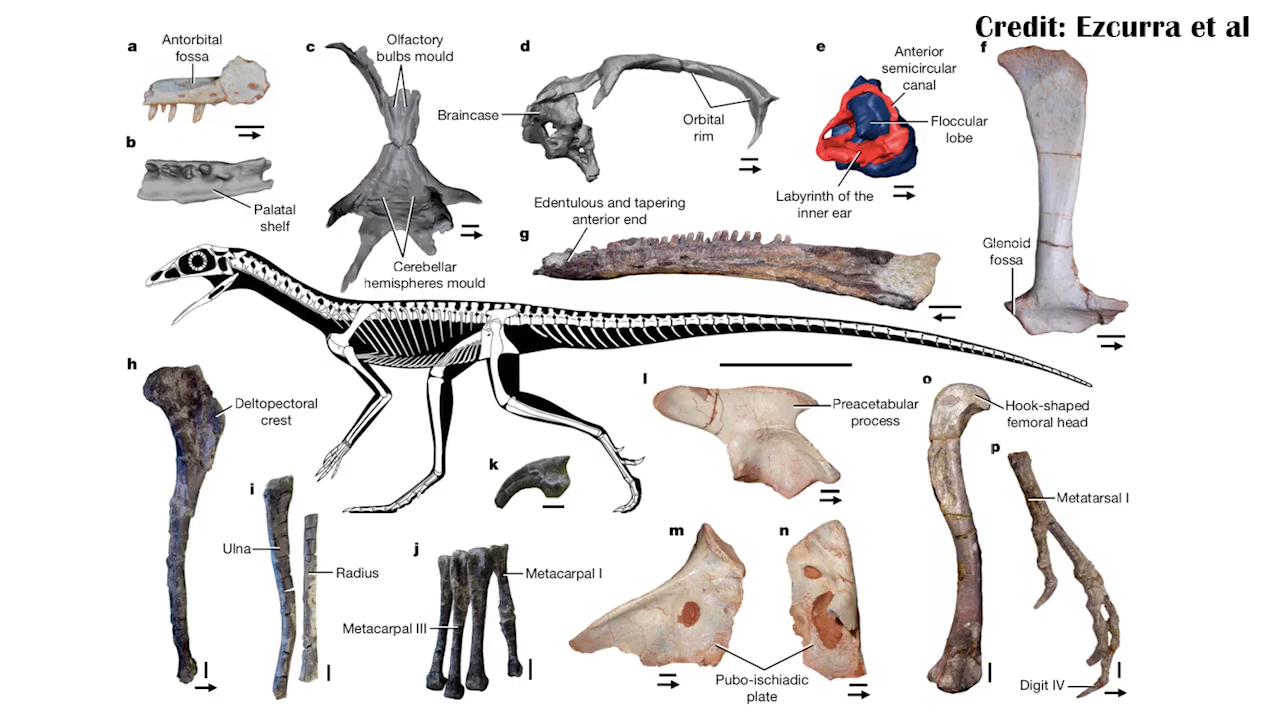 Credit: Ezcurra et al
a
Antorbital
fossa
b
Palatal
shelf
c
Olfactory
bulbs mould
Cerebellar
hemispheres mould
d
Braincase
Orbital
rim
e
Anterior
semicircular
canal
Floccular
lobe
Labyrinth of the
inner ear
f
Glenoid
fossa
g
Edentulous and tapering
anterior end
h
Deltopectoral
crest
i
Ulna
Radius
j
Metacarpal I
Metacarpal III
k
l
Preacetabular
process
m
n
Pubo-ischiadic
plate
o
Hook-shaped
femoral head
p
Metatarsal I
Digit IV